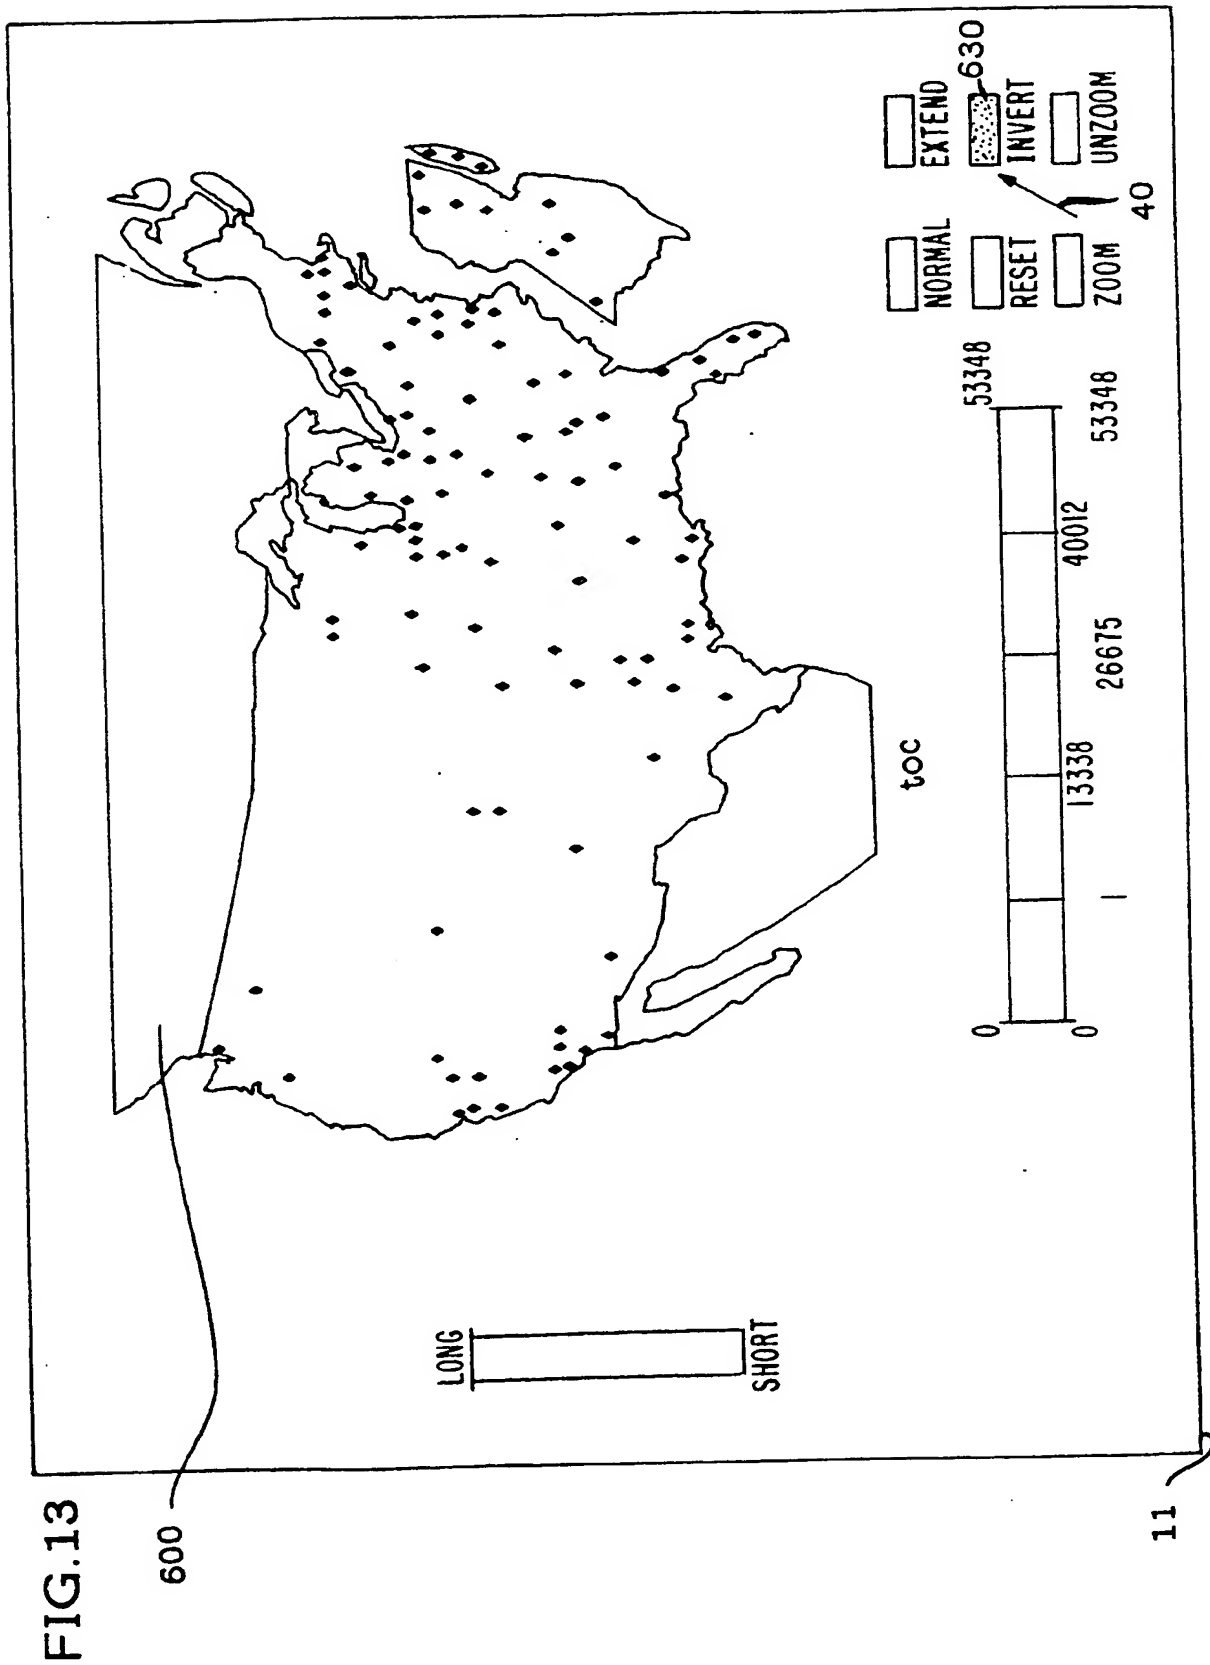 FIG.13
600
11
LONG
SHORT
toc
0
53348
0
13338
40012
1
26675
53348
NORMAL
EXTEND
RESET
INVERT
630
ZOOM
UNZOOM
40